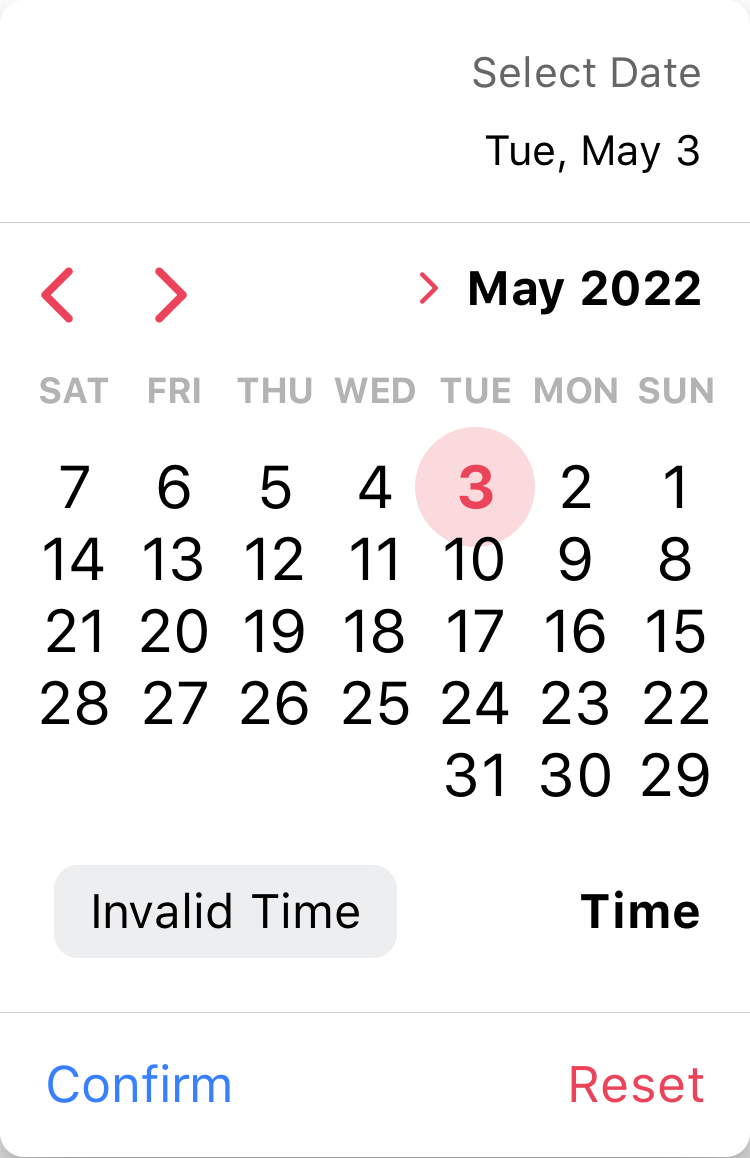 Select Date
Tue, May 3
May 2022
SAT FRI THU WED TUE MON SUN
7 6 5 4 3 2 1
14 13 12 11 10 9 8
21 20 19 18 17 16 15
28 27 26 25 24 23 22
31 30 29
Invalid Time Time
Confirm Reset